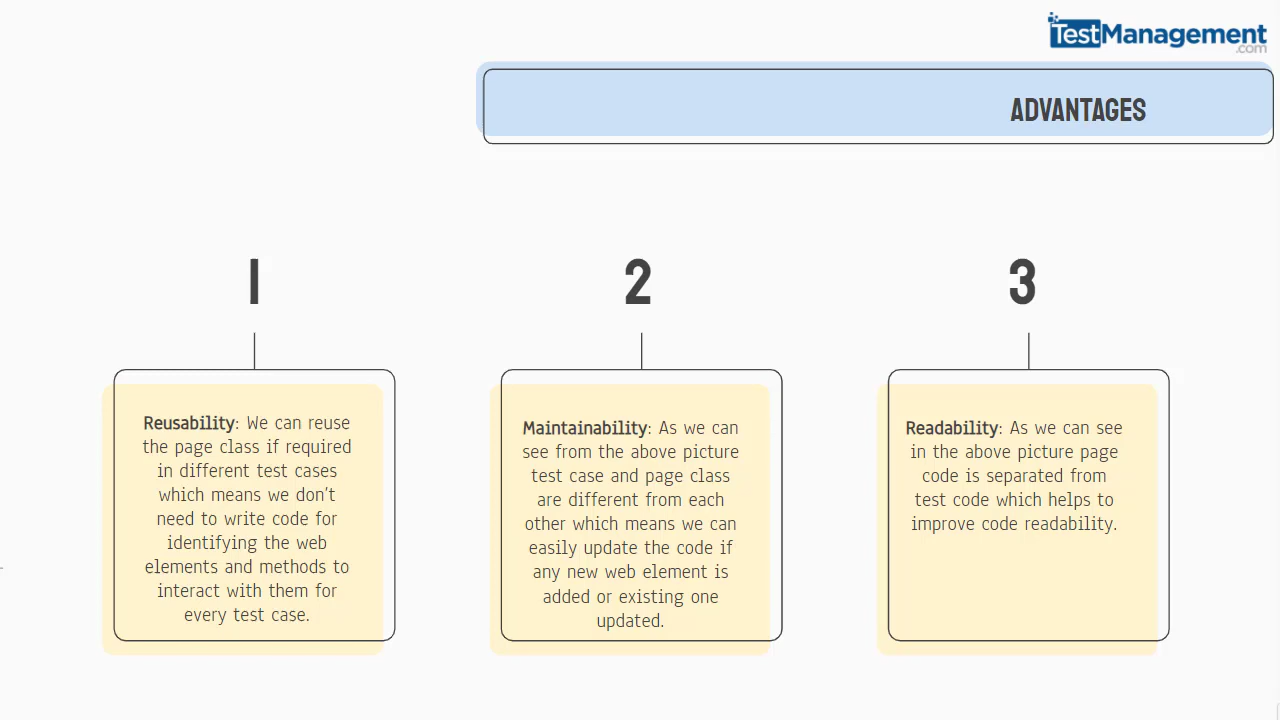 TestManagement
.com
ADVANTAGES
1
2
3
Reusability: We can reuse
the page class if required
in different test cases
which means we don't
need to write code for
identifying the web
elements and methods to
interact with them for
every test case.
Maintainability: As we can
see from the above picture
test case and page class
are different from each
other which means we can
easily update the code if
any new web element is
added or existing one
updated.
Readability: As we can see
in the above picture page
code is separated from
test code which helps to
improve code readability.